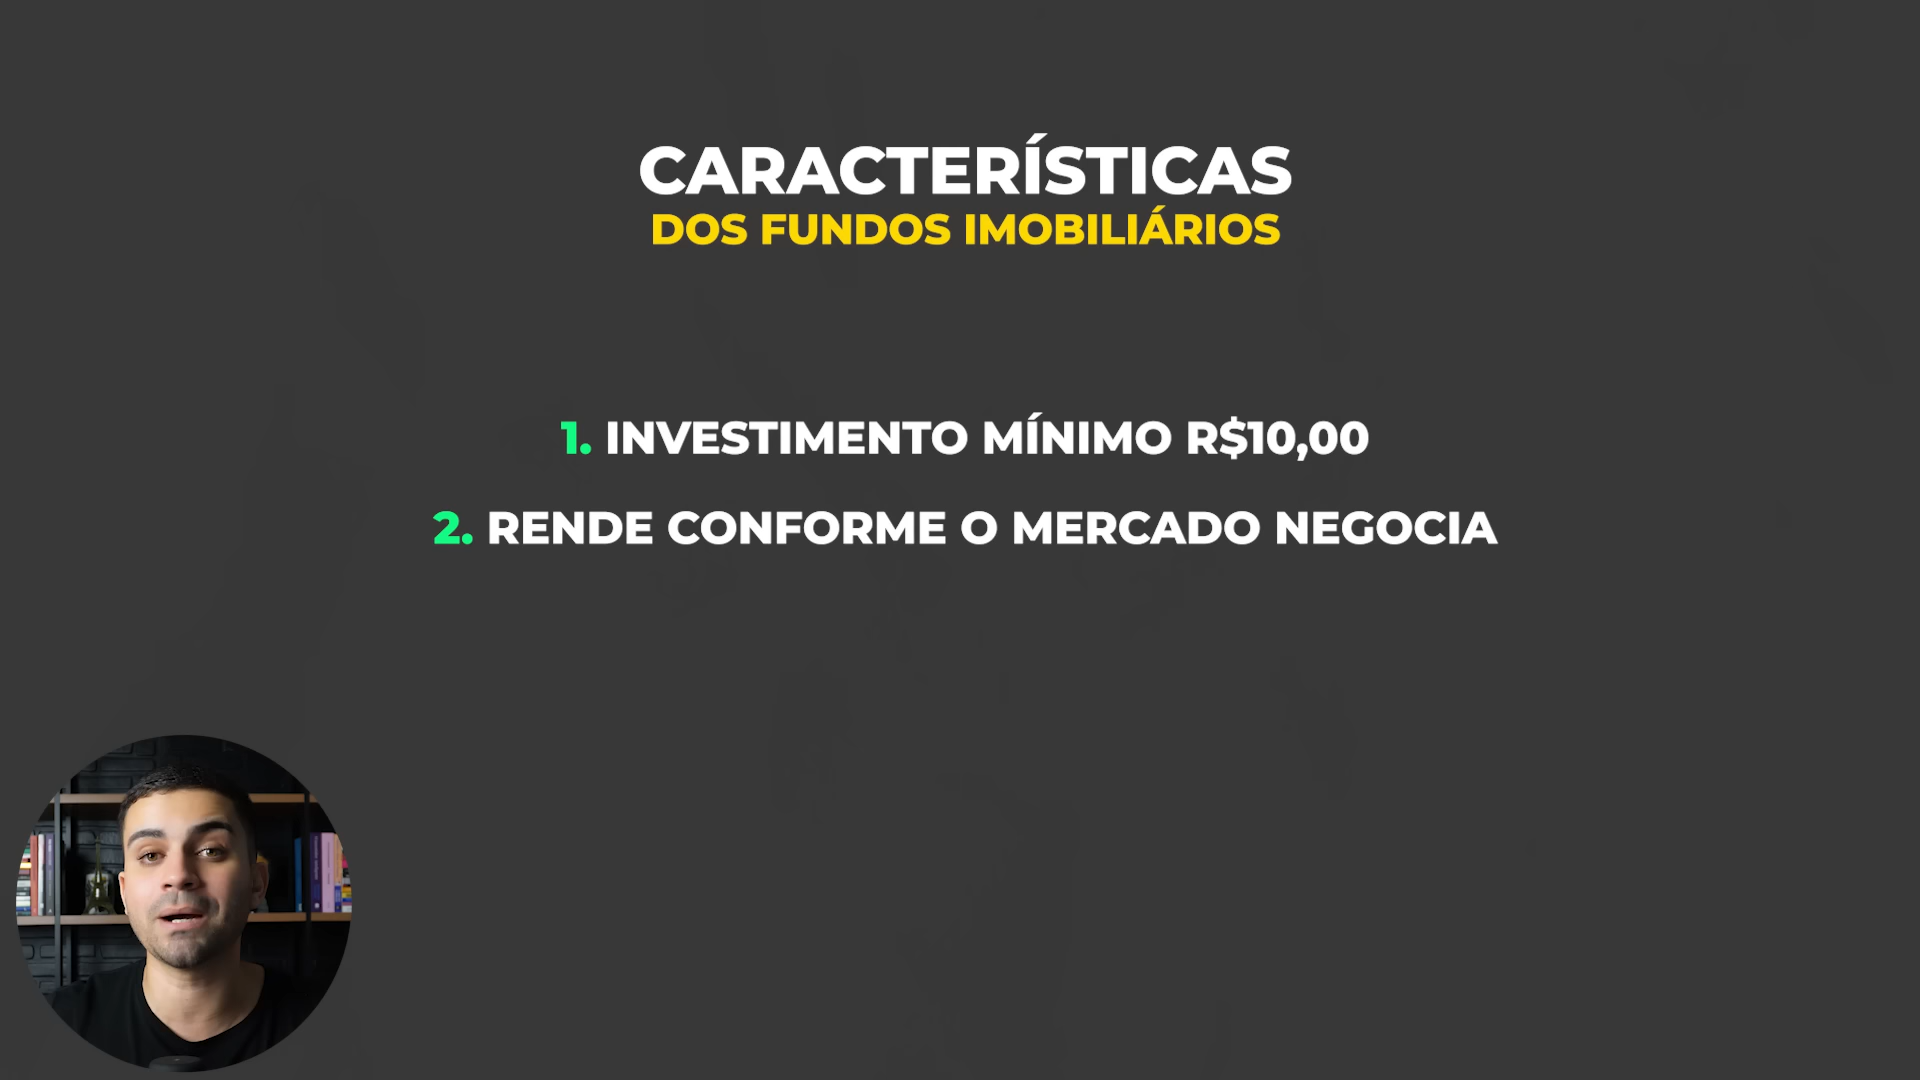 CARACTERÍSTICAS
DOS FUNDOS IMOBILIÁRIOS
1. INVESTIMENTO MÍNIMO R$10,00
2. RENDE CONFORME O MERCADO NEGOCIA